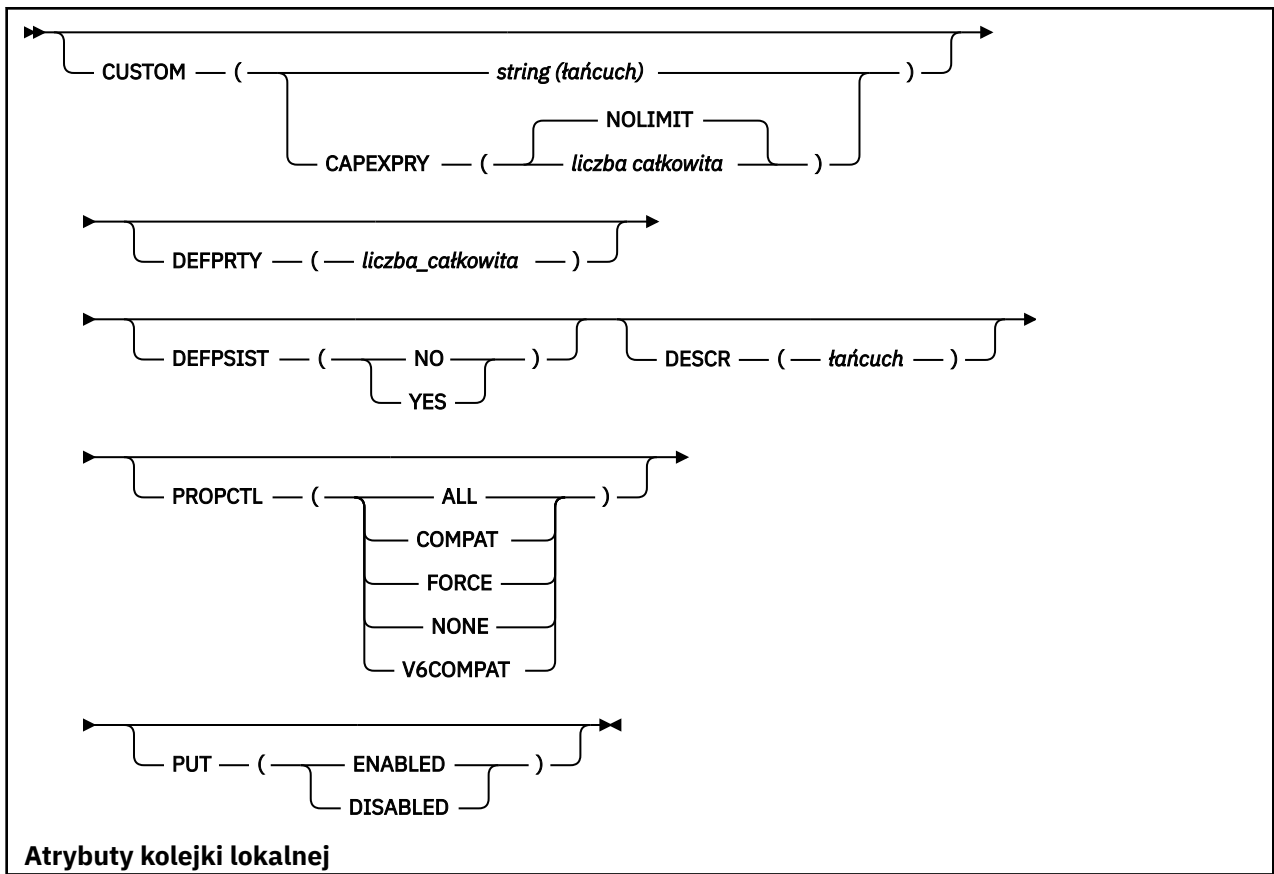 CUSTOM ( string (łańcuch) )
NOLIMIT
CAPEXPRY ( liczba całkowita )
DEFPRTY ( liczba_całkowita )
DEFPSIST ( NO ) DESCR ( łańcuch )
YES
PROPCTL ( ALL )
COMPAT
FORCE
NONE
V6COMPAT
PUT ( ENABLED )
DISABLED
Atrybuty kolejki lokalnej